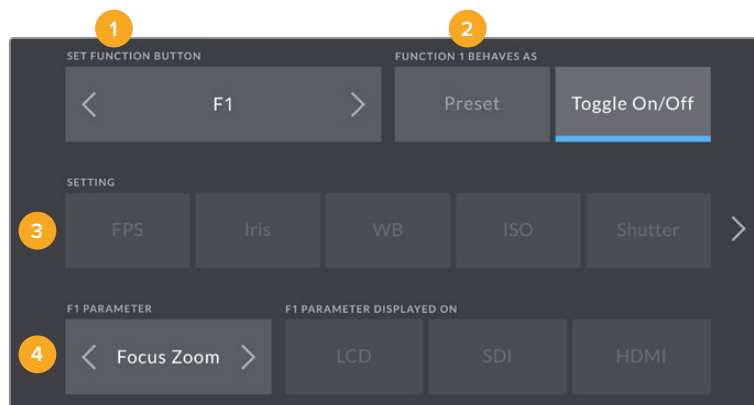 1
2
SET FUNCTION BUTTON
FUNCTION 1 BEHAVES AS
F1
Preset
Toggle On/Off
SETTING
3
FPS
Iris
WB
ISO
Shutter
F1 PARAMETER
F1 PARAMETER DISPLAYED ON
4
Focus Zoom
LCD
SDI
HDMI